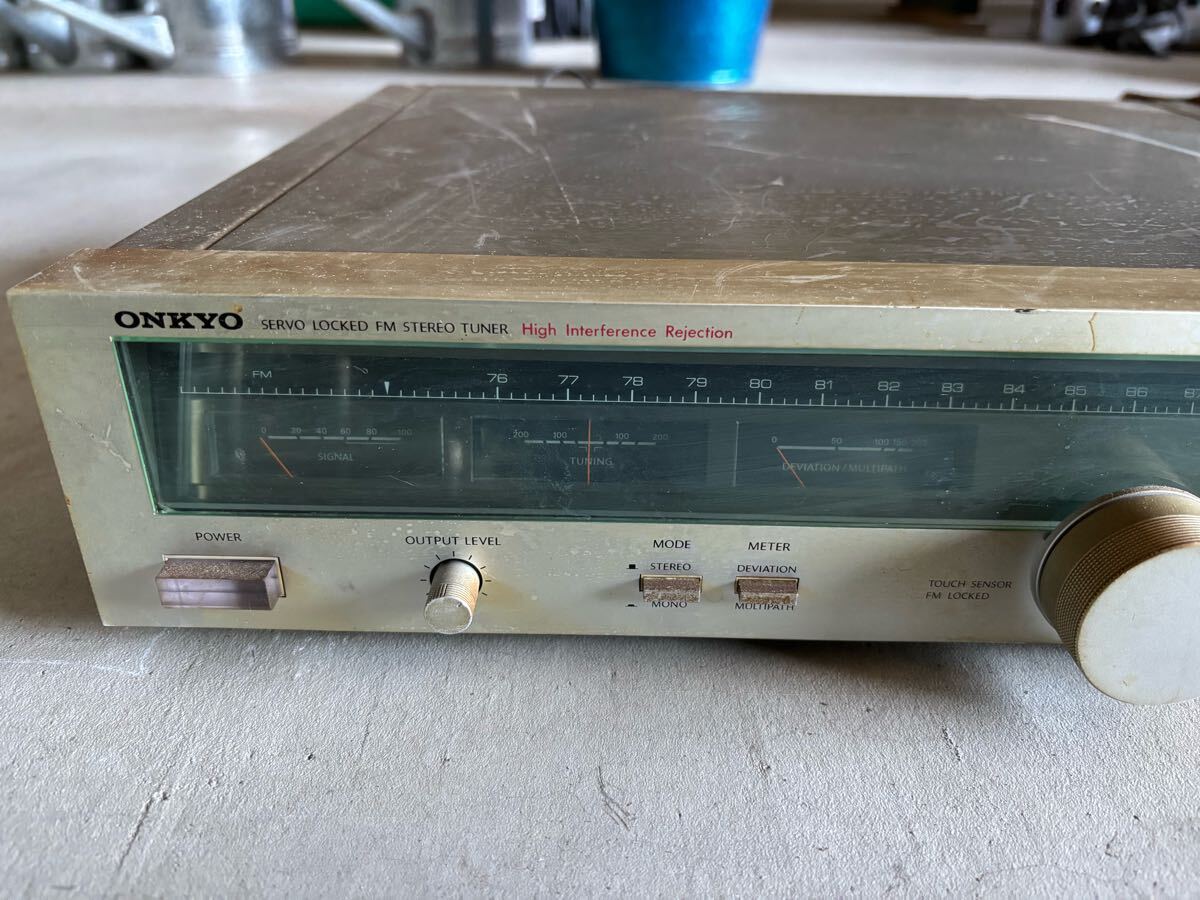 ONKYO SERVO LOCKED FM STEREO TUNER High Interference Rejection
FM 76 77 78 79 80 81 82 83 84 85 86
0 20 40 60 80 100
SIGNAL
200 100 100 200
TUNING
0 50 100 150
DEVIATION/MULTIPATH
POWER
OUTPUT LEVEL
MODE
STEREO
MONO
METER
DEVIATION
MULTIPATH
TOUCH SENSOR
FM LOCKED